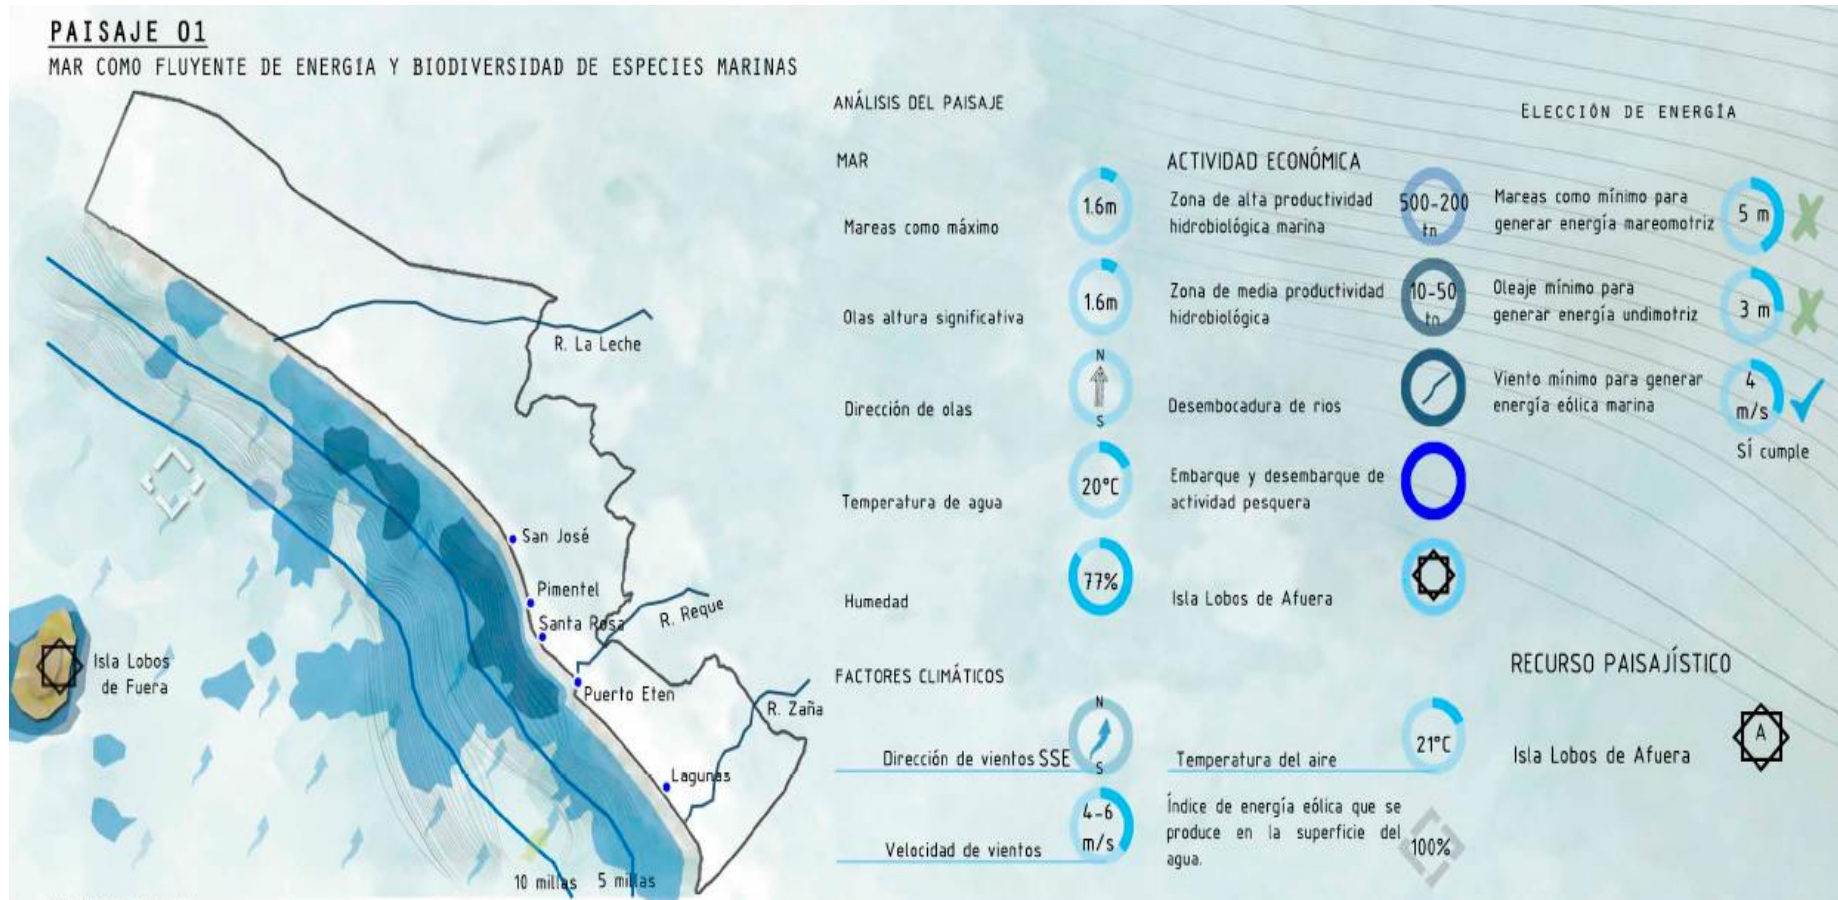 PAISAJE 01
MAR COMO FLUYENTE DE ENERGIA Y BIODIVERSIDAD DE ESPECIES MARINAS
R. La Leche
San José
Pimentel
Santa Rosa
R. Reque
Isla Lobos
de Fuera
Puerto Eten
R. Zaña
Lagunas
10 millas
5 millas
ANÁLISIS DEL PAISAJE
MAR
Mareas como máximo
1.6m
Olas altura significativa
1.6m
Dirección de olas
N
S
Temperatura de agua
20°C
Humedad
77%
ACTIVIDAD ECONÓMICA
Zona de alta productividad
hidrobiológica marina
500-200
tn
Zona de media productividad
hidrobiológica
10-50
tn
Desembocadura de rios
Embarque y desembarque de
actividad pesquera
Isla Lobos de Afuera
ELECCIÓN DE ENERGÍA
Mareas como mínimo para
generar energía mareomotriz
5 m
Oleaje mínimo para
generar energía undimotriz
3 m
Viento mínimo para generar
energía eólica marina
4
m/s
SÍ cumple
FACTORES CLIMÁTICOS
Dirección de vientos SSE
N
S
Velocidad de vientos
4-6
m/s
Temperatura del aire
21°C
Índice de energía eólica que se
produce en la superficie del
agua.
100%
RECURSO PAISAJÍSTICO
Isla Lobos de Afuera
A